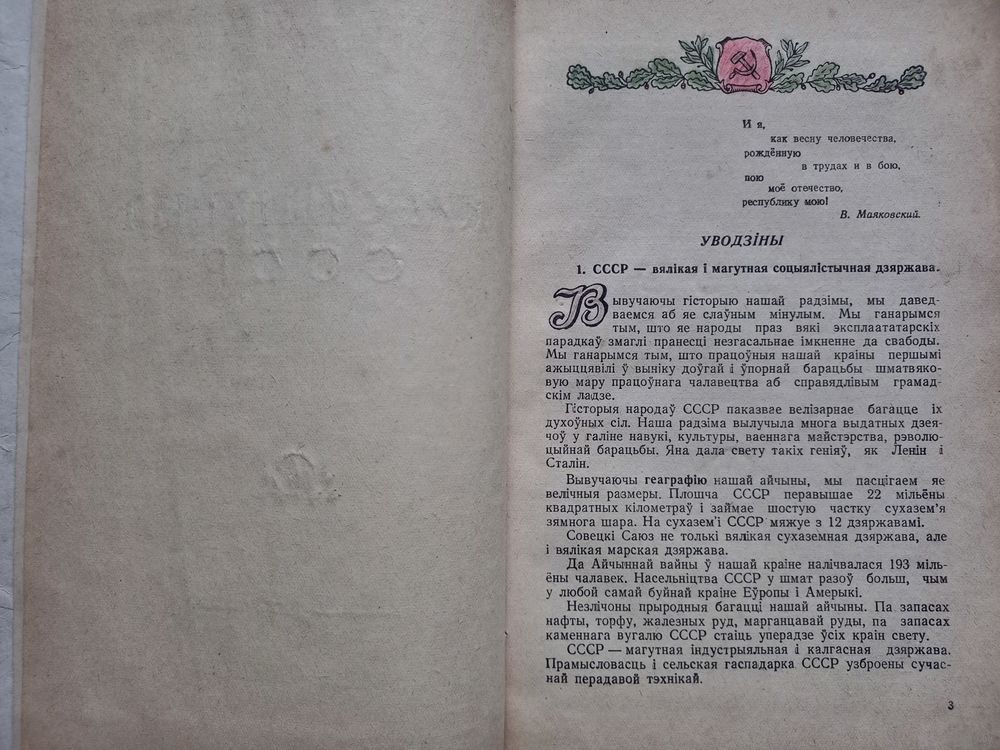 И я,
как весну человечества,
рождённую
в трудах и в бою,
пою
моё отечество,
республику мою!
В. Маяковский.
УВОДЗІНЫ
1. СССР — вялікая і магутная соцыялістычная дзяржава.
Вывучаючы гісторыю нашай радзімы, мы давед-
ваемся аб яе слаўным мінулым. Мы ганарымся
тым, што яе народы праз вякі эксплаататарскіх
парадкаў змаглі пранесці незгасальнае імкненне да свабоды.
Мы ганарымся тым, што працоўныя нашай краіны першымі
ажыццявілі ў выніку доўгай і ўпорнай барацьбы шматвяко-
вую мару працоўнага чалавецтва аб справядлівым грамад-
скім ладзе.
Гісторыя народаў СССР паказвае велізарнае багацце іх
духоўных сіл. Наша радзіма вылучыла многа выдатных дзея-
чоў у галіне навукі, культуры, ваеннага майстэрства, рэволю-
цыйнай барацьбы. Яна дала свету такіх геніяў, як Ленін і
Сталін.
Вывучаючы геаграфію нашай айчыны, мы пасцігаем яе
велічныя размеры. Плошча СССР перавышае 22 мільёны
квадратных кілометраў і займае шостую частку сухазем'я
зямнога шара. На сухазем'і СССР мяжуе з 12 дзяржавамі.
Совецкі Саюз не толькі вялікая сухаземная дзяржава, але
і вялікая марская дзяржава.
Да Айчыннай вайны ў нашай краіне налічвалася 193 міль-
ёны чалавек. Насельніцтва СССР у шмат разоў больш, чым
у любой самай буйнай краіне Еўропы і Амерыкі.
Незлічоны прыродныя багацці нашай айчыны. Па запасах
нафты, торфу, жалезных руд, марганцавай руды, па запасах
каменнага вугалю СССР стаіць уперадзе ўсіх краін свету.
СССР — магутная індустрыяльная і калгасная дзяржава.
Прамысловасць і сельская гаспадарка СССР узброены сучас-
най перадавой тэхнікай.
3